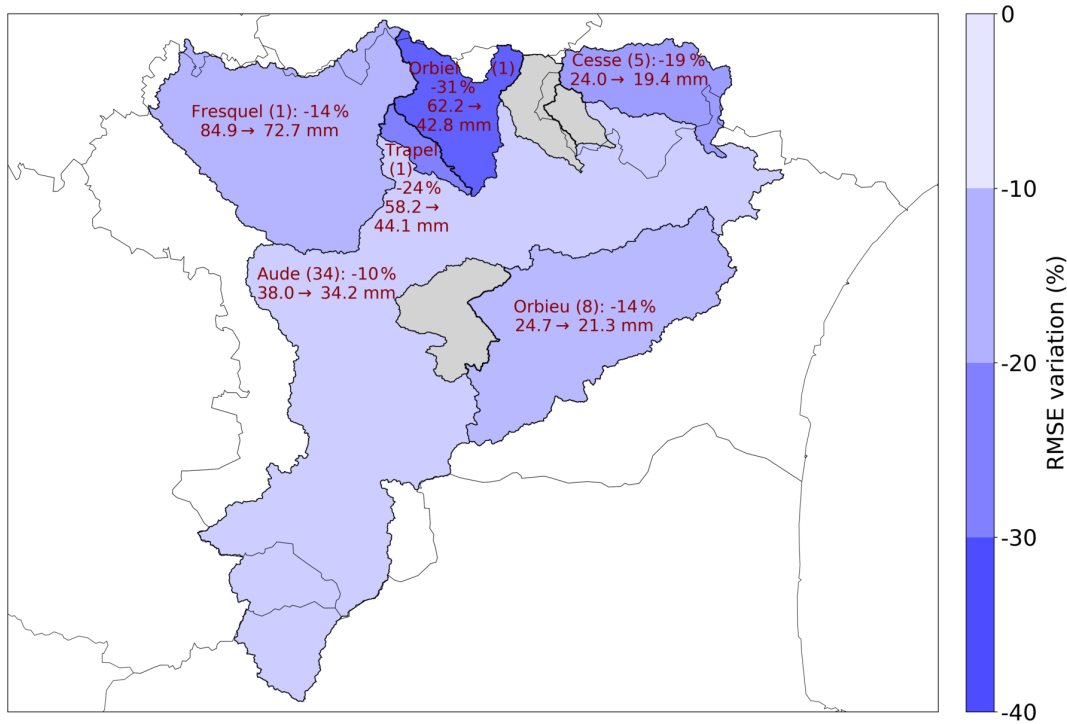 Fresquel (1): -14%
84.9→ 72.7 mm
Orbiel (1)
-31%
62.2→
42.8 mm
Cesse (5):-19%
24.0→ 19.4 mm
Trapel
(1)
-24%
58.2→
44.1 mm
Aude (34): -10%
38.0→ 34.2 mm
Orbieu (8): -14%
24.7→ 21.3 mm
0
-10
-20
-30
-40
RMSE variation (%)